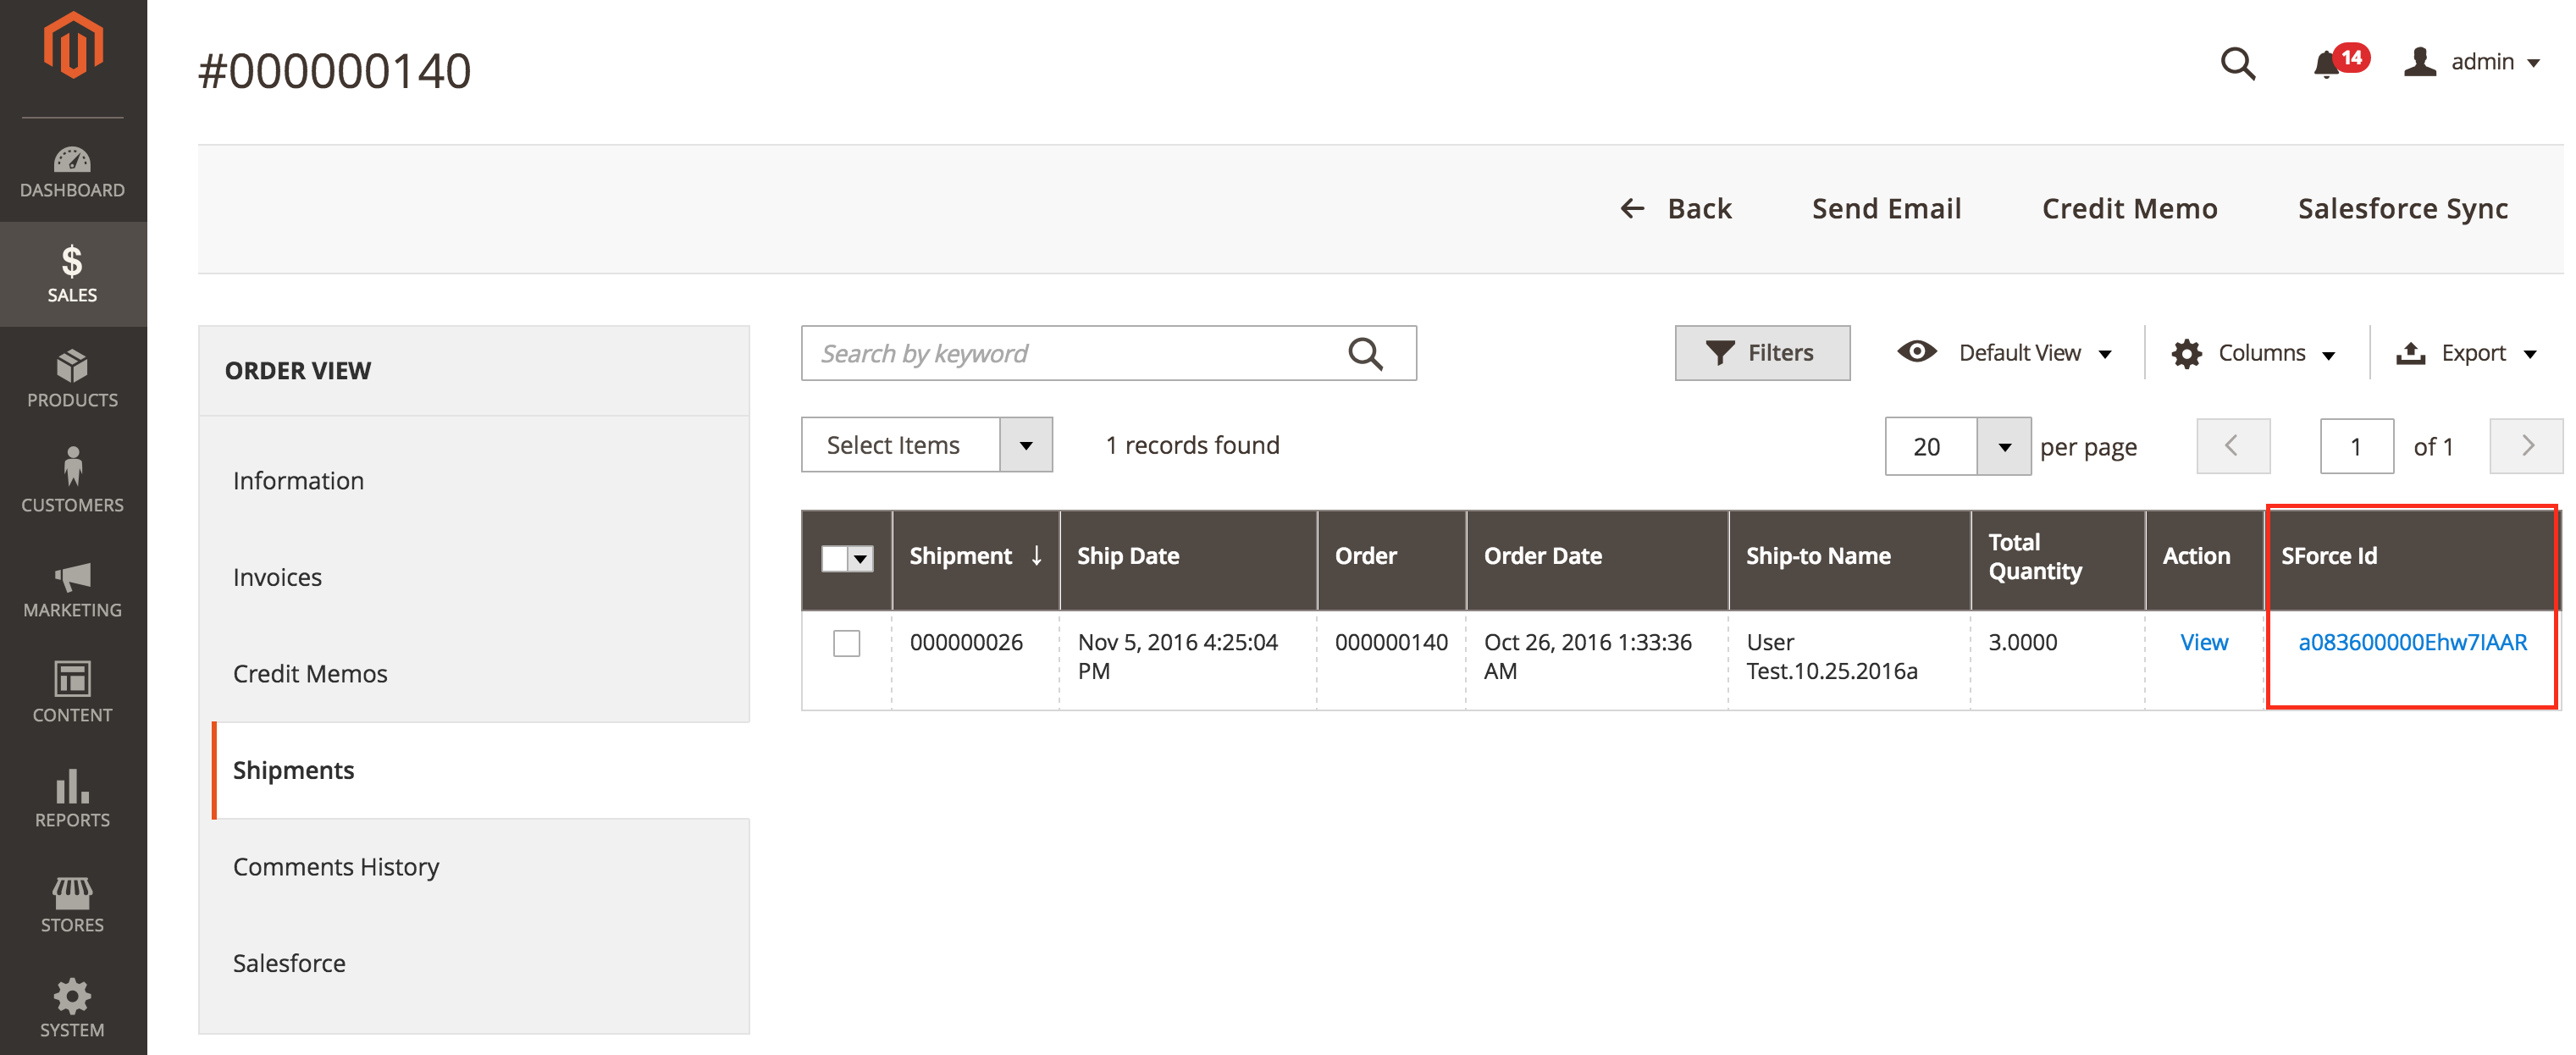 #000000140
14
admin
DASHBOARD
$
SALES
PRODUCTS
CUSTOMERS
MARKETING
CONTENT
REPORTS
STORES
SYSTEM
Back
Send Email
Credit Memo
Salesforce Sync
ORDER VIEW
Information
Invoices
Credit Memos
Shipments
Comments History
Salesforce
Search by keyword
Filters
Default View
Columns
Export
Select Items
1 records found
20
per page
1
of 1
Shipment ↓
Ship Date
Order
Order Date
Ship-to Name
Total
Quantity
Action
SForce Id
000000026
Nov 5, 2016 4:25:04
PM
000000140
Oct 26, 2016 1:33:36
AM
User
Test.10.25.2016a
3.0000
View
a083600000Ehw7IAAR